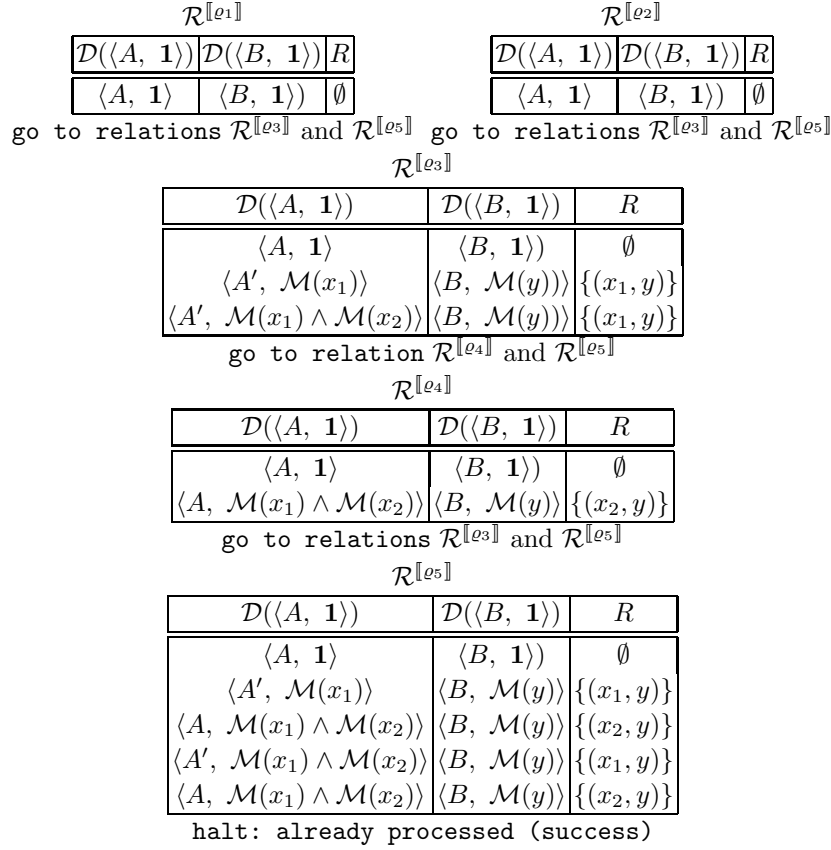 ℛ^⟦ϱ₁⟧ ℛ^⟦ϱ₂⟧
𝒟(⟨A, 𝟏⟩) 𝒟(⟨B, 𝟏⟩) R 𝒟(⟨A, 𝟏⟩) 𝒟(⟨B, 𝟏⟩) R
⟨A, 𝟏⟩ ⟨B, 𝟏⟩) ∅ ⟨A, 𝟏⟩ ⟨B, 𝟏⟩) ∅
go to relations ℛ^⟦ϱ₃⟧ and ℛ^⟦ϱ₅⟧ go to relations ℛ^⟦ϱ₃⟧ and ℛ^⟦ϱ₅⟧
ℛ^⟦ϱ₃⟧
𝒟(⟨A, 𝟏⟩) 𝒟(⟨B, 𝟏⟩) R
⟨A, 𝟏⟩ ⟨B, 𝟏⟩) ∅
⟨A′, ℳ(x₁)⟩ ⟨B, ℳ(y))⟩ {(x₁, y)}
⟨A′, ℳ(x₁) ∧ ℳ(x₂)⟩ ⟨B, ℳ(y))⟩ {(x₁, y)}
go to relation ℛ^⟦ϱ₄⟧ and ℛ^⟦ϱ₅⟧
ℛ^⟦ϱ₄⟧
𝒟(⟨A, 𝟏⟩) 𝒟(⟨B, 𝟏⟩) R
⟨A, 𝟏⟩ ⟨B, 𝟏⟩) ∅
⟨A, ℳ(x₁) ∧ ℳ(x₂)⟩ ⟨B, ℳ(y)⟩ {(x₂, y)}
go to relations ℛ^⟦ϱ₃⟧ and ℛ^⟦ϱ₅⟧
ℛ^⟦ϱ₅⟧
𝒟(⟨A, 𝟏⟩) 𝒟(⟨B, 𝟏⟩) R
⟨A, 𝟏⟩ ⟨B, 𝟏⟩) ∅
⟨A′, ℳ(x₁)⟩ ⟨B, ℳ(y)⟩ {(x₁, y)}
⟨A, ℳ(x₁) ∧ ℳ(x₂)⟩ ⟨B, ℳ(y)⟩ {(x₂, y)}
⟨A′, ℳ(x₁) ∧ ℳ(x₂)⟩ ⟨B, ℳ(y)⟩ {(x₁, y)}
⟨A, ℳ(x₁) ∧ ℳ(x₂)⟩ ⟨B, ℳ(y)⟩ {(x₂, y)}
halt: already processed (success)